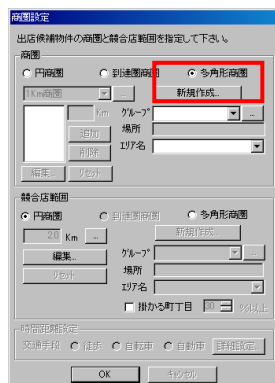 商圏設定
出店候補物件の商圏と競合店範囲を指定して下さい。
商圏
円商圏 到達圏商圏 多角形商圏
1Km商圏 ... 新規作成...
Km グループ ...
追加 場所
削除 エリア名
編集... リセット
競合店範囲
円商圏 到達圏商圏 多角形商圏
2.0 Km ... 新規作成...
編集... グループ ...
リセット 場所
エリア名
掛かる町丁目 30 %以上
時間距離設定
交通手段 徒歩 自転車 自動車 詳細設定...
OK キャンセル